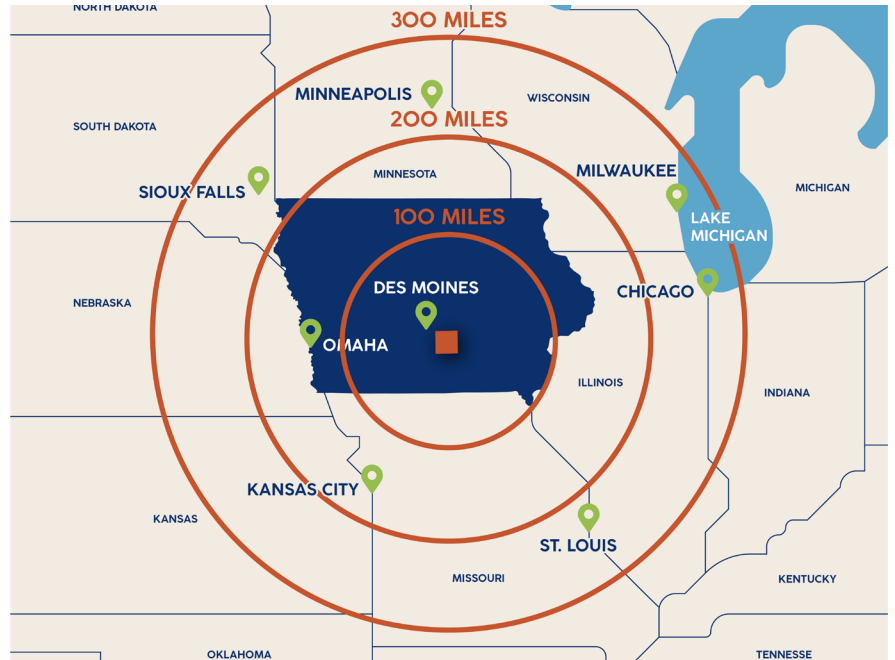 NORTH DAKOTA
300 MILES
MINNEAPOLIS
WISCONSIN
200 MILES
SOUTH DAKOTA
MINNESOTA
MILWAUKEE
SIOUX FALLS
MICHIGAN
100 MILES
LAKE
MICHIGAN
DES MOINES
CHICAGO
NEBRASKA
OMAHA
ILLINOIS
INDIANA
KANSAS CITY
KANSAS
ST. LOUIS
MISSOURI
KENTUCKY
OKLAHOMA
TENNESSE